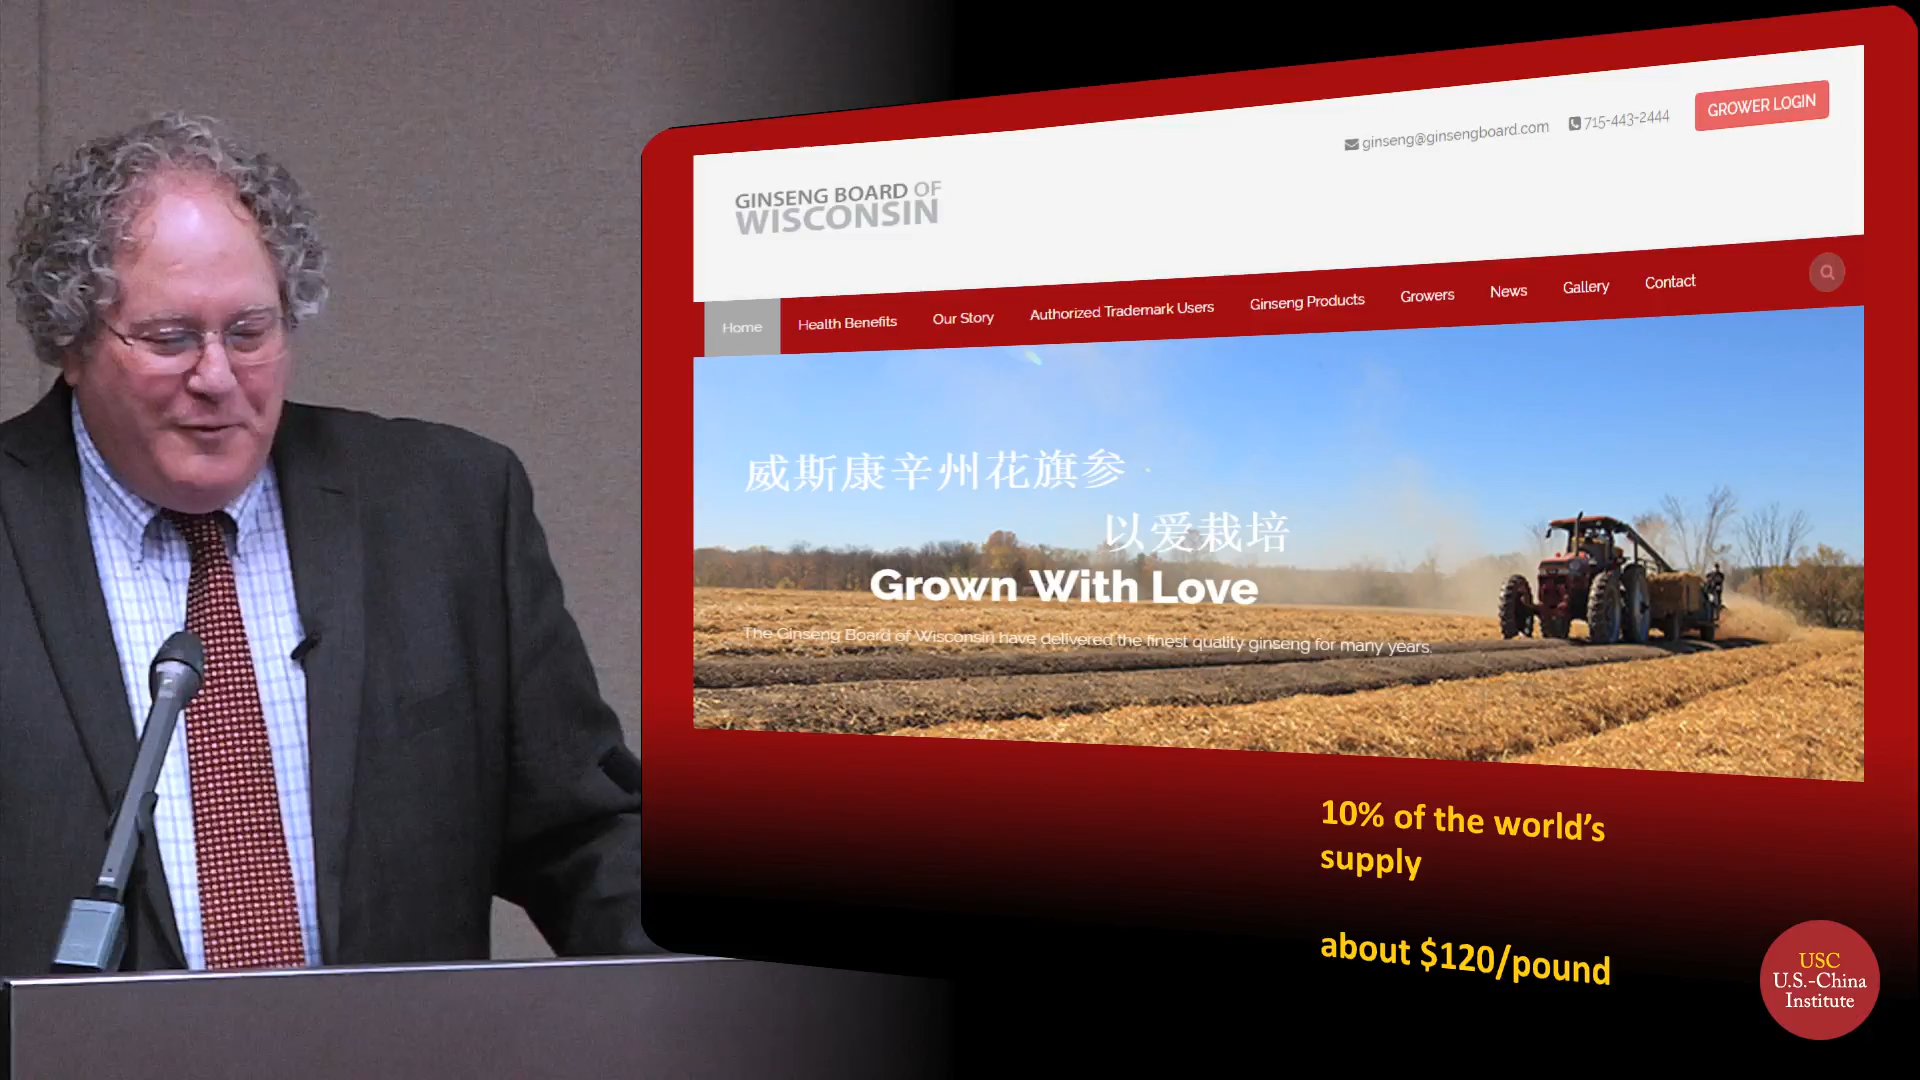 ginseng@ginsengboard.com 715-443-2444 GROWER LOGIN
GINSENG BOARD OF
WISCONSIN
Home Health Benefits Our Story Authorized Trademark Users Ginseng Products Growers News Gallery Contact
威斯康辛州花旗参
以爱栽培
Grown With Love
The Ginseng Board of Wisconsin have delivered the finest quality ginseng for many years.
10% of the world's
supply
about $120/pound
USC
U.S.-China
Institute